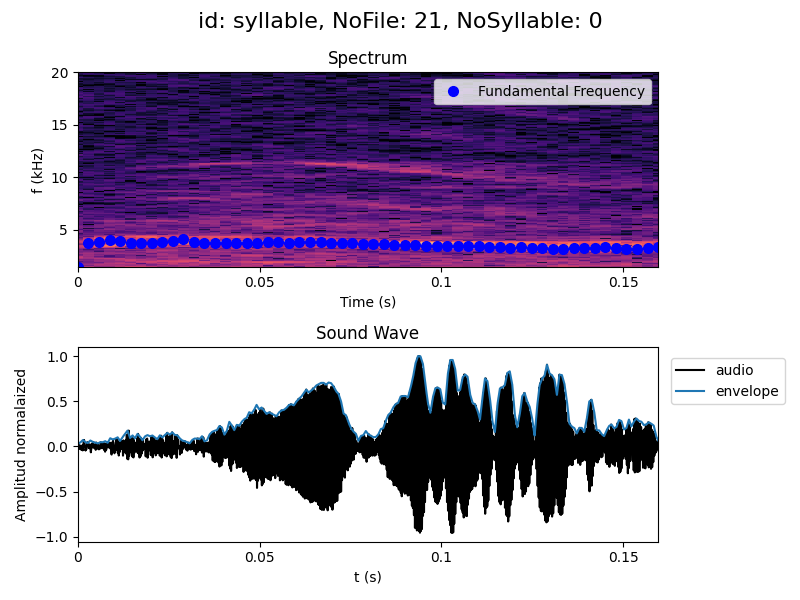 id: syllable, NoFile: 21, NoSyllable: 0
Spectrum
20
15
10
5
f (kHz)
Fundamental Frequency
0
0.05
0.1
0.15
Time (s)
Sound Wave
1.0
0.5
0.0
−0.5
−1.0
Amplitud normalaized
audio
envelope
0
0.05
0.1
0.15
t (s)